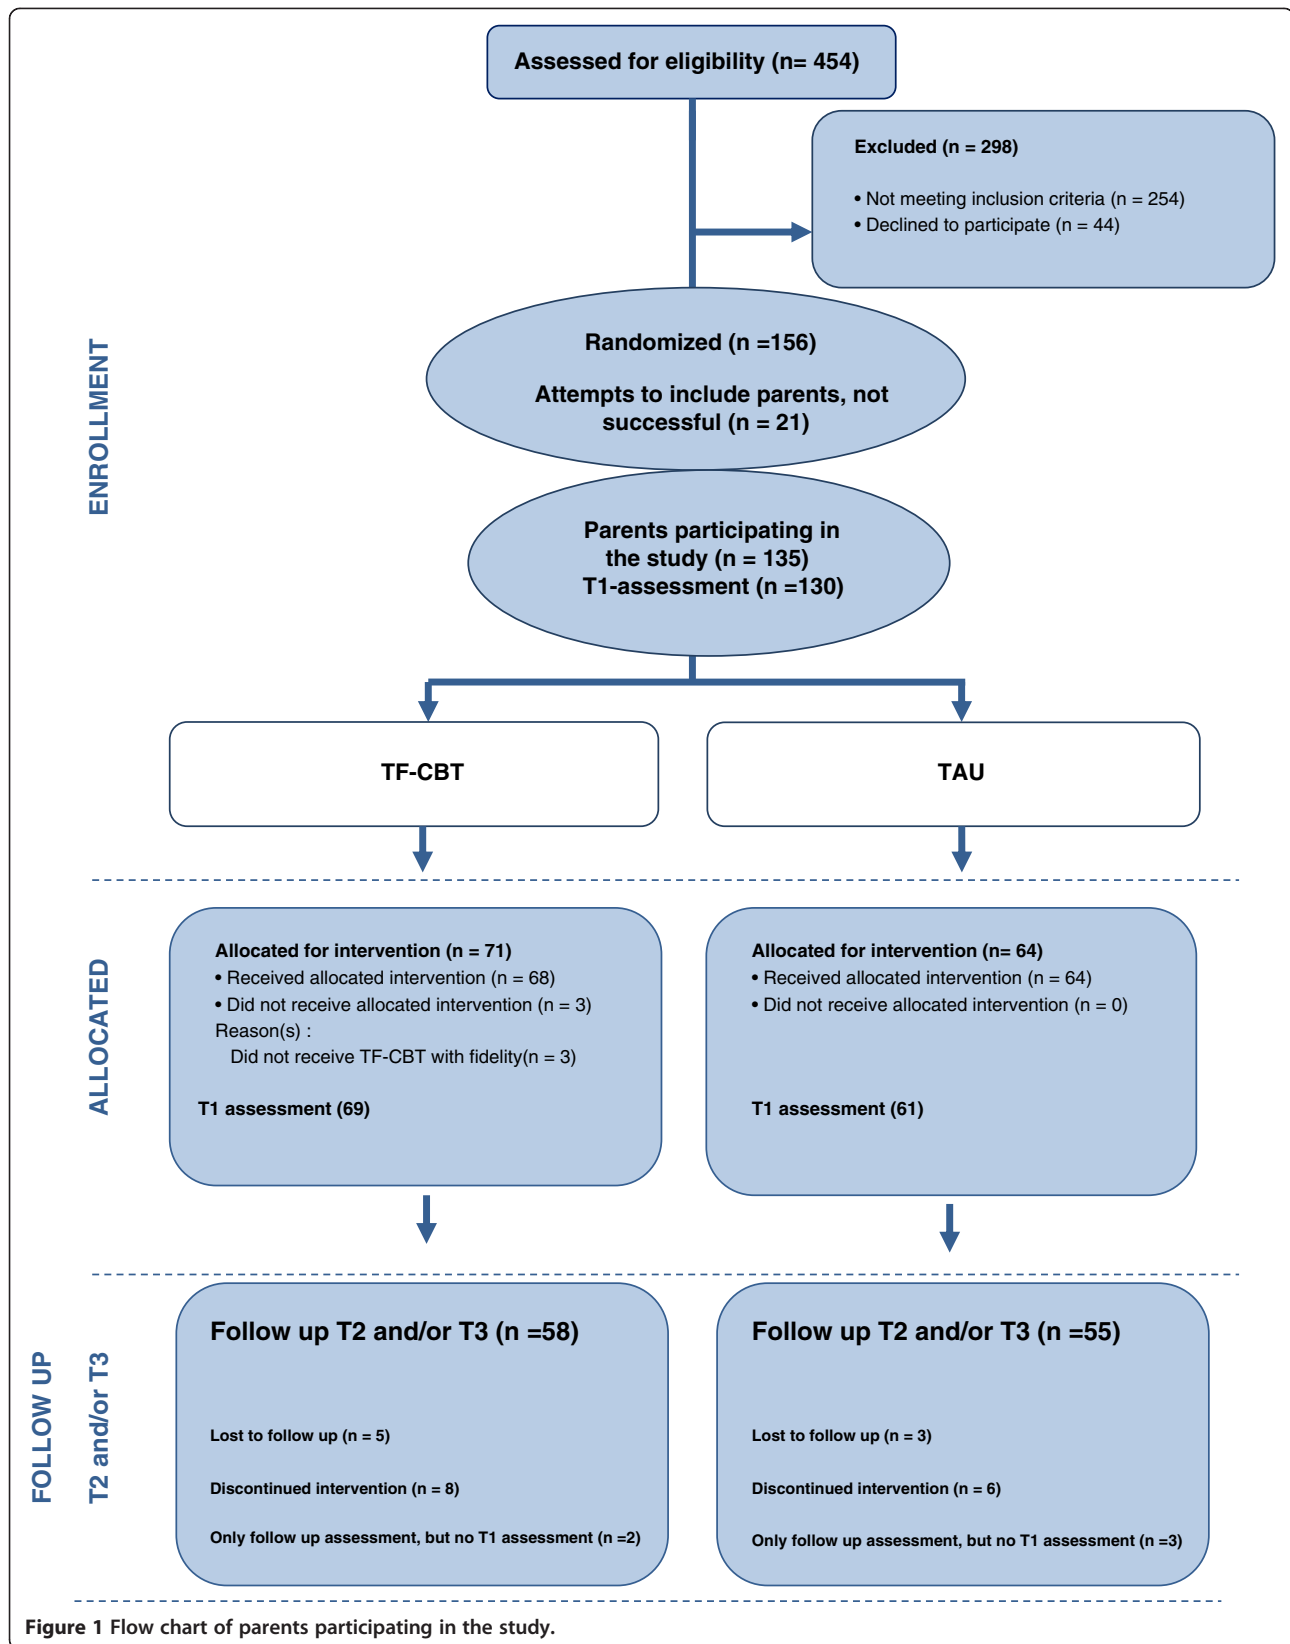 Assessed for eligibility (n= 454)
Excluded (n = 298)
• Not meeting inclusion criteria (n = 254)
• Declined to participate (n = 44)
ENROLLMENT
Randomized (n =156)
Attempts to include parents, not
successful (n = 21)
Parents participating in
the study (n = 135)
T1-assessment (n =130)
TF-CBT
TAU
ALLOCATED
Allocated for intervention (n = 71)
• Received allocated intervention (n = 68)
• Did not receive allocated intervention (n = 3)
Reason(s) :
Did not receive TF-CBT with fidelity(n = 3)
T1 assessment (69)
Allocated for intervention (n= 64)
• Received allocated intervention (n = 64)
• Did not receive allocated intervention (n = 0)
T1 assessment (61)
FOLLOW UP
T2 and/or T3
Follow up T2 and/or T3 (n =58)
Lost to follow up (n = 5)
Discontinued intervention (n = 8)
Only follow up assessment, but no T1 assessment (n =2)
Follow up T2 and/or T3 (n =55)
Lost to follow up (n = 3)
Discontinued intervention (n = 6)
Only follow up assessment, but no T1 assessment (n =3)
Figure 1 Flow chart of parents participating in the study.